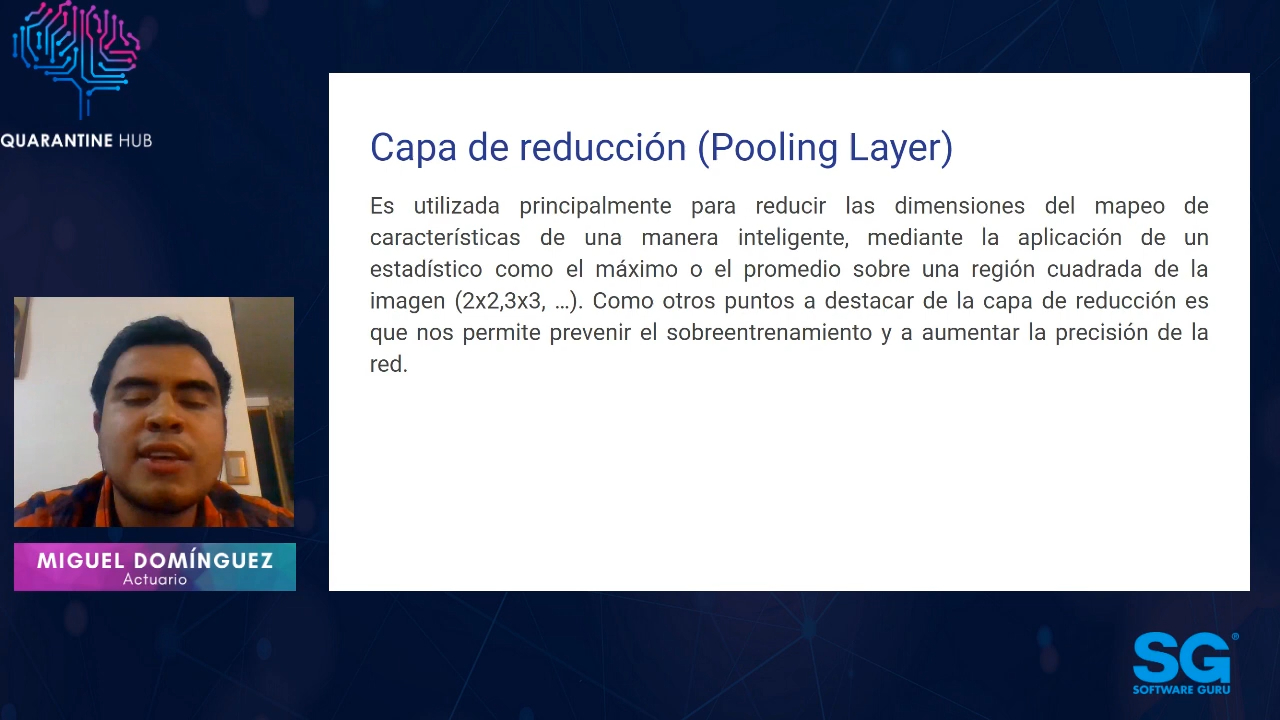 QUARANTINE HUB
Capa de reducción (Pooling Layer)
Es utilizada principalmente para reducir las dimensiones del mapeo de
características de una manera inteligente, mediante la aplicación de un
estadístico como el máximo o el promedio sobre una región cuadrada de la
imagen (2x2,3x3, ...). Como otros puntos a destacar de la capa de reducción es
que nos permite prevenir el sobreentrenamiento y a aumentar la precisión de la
red.
MIGUEL DOMÍNGUEZ
Actuario
SG®
SOFTWARE GURU